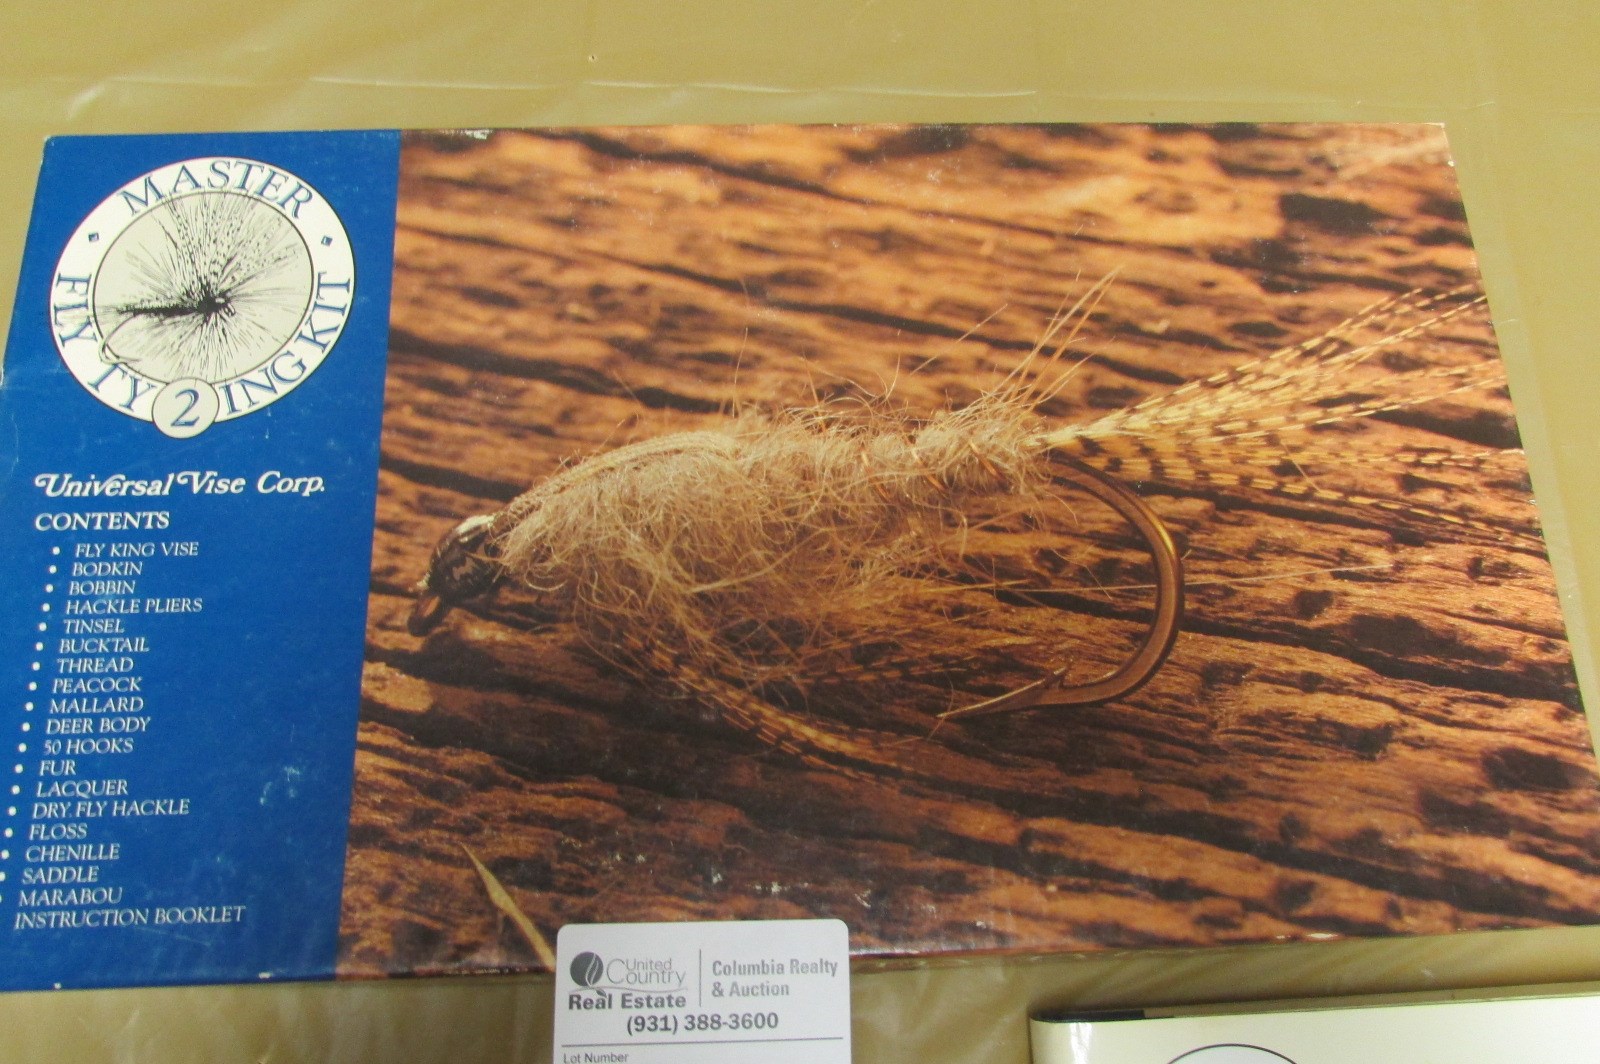 MASTER
FLY TYING KIT
2
Universal Vise Corp.
CONTENTS
• FLY KING VISE
• BODKIN
• BOBBIN
• HACKLE PLIERS
• TINSEL
• BUCKTAIL
• THREAD
• PEACOCK
• MALLARD
• DEER BODY
• 50 HOOKS
• FUR
• LACQUER
• DRY FLY HACKLE
• FLOSS
• CHENILLE
• SADDLE
• MARABOU
INSTRUCTION BOOKLET
United
Country
Real Estate
Columbia Realty
& Auction
(931) 388-3600
Lot Number